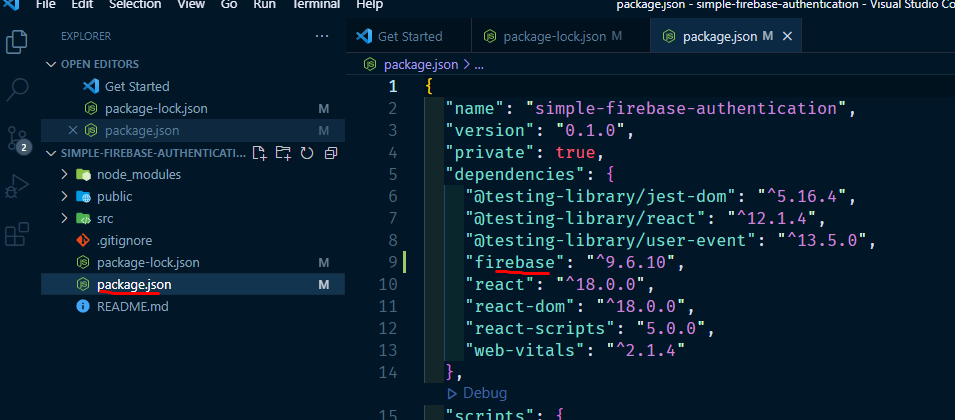 File Edit Selection View Go Run Terminal Help
package.json - simple-firebase-authentication - Visual Studio Co
EXPLORER
OPEN EDITORS
Get Started
package-lock.json M
package.json M
SIMPLE-FIREBASE-AUTHENTICATI...
node_modules
public
src
.gitignore
package-lock.json M
package.json M
README.md
2
Get Started
package-lock.json M
package.json M
package.json > ...
1 {
2 "name": "simple-firebase-authentication",
3 "version": "0.1.0",
4 "private": true,
5 "dependencies": {
6 "@testing-library/jest-dom": "^5.16.4",
7 "@testing-library/react": "^12.1.4",
8 "@testing-library/user-event": "^13.5.0",
9 "firebase": "^9.6.10",
10 "react": "^18.0.0",
11 "react-dom": "^18.0.0",
12 "react-scripts": "5.0.0",
13 "web-vitals": "^2.1.4"
14 },
Debug
15 "scripts": {